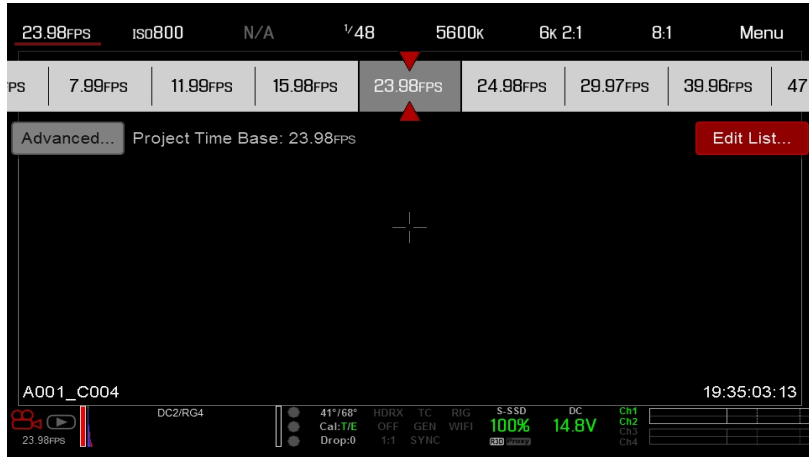 23.98FPS ISO800 N/A 1/48 5600K 6K 2:1 8:1 Menu
PS 7.99FPS 11.99FPS 15.98FPS 23.98FPS 24.98FPS 29.97FPS 39.96FPS 47
Advanced... Project Time Base: 23.98FPS Edit List...
A001_C004 19:35:03:13
DC2/RG4 41°/68° HDRX TC RIG S-SSD DC Ch1
Cal:T/E OFF GEN WIFI 100% 14.8V Ch2
Ch3
23.98FPS Drop:0 1:1 SYNC R3D Proxy Ch4